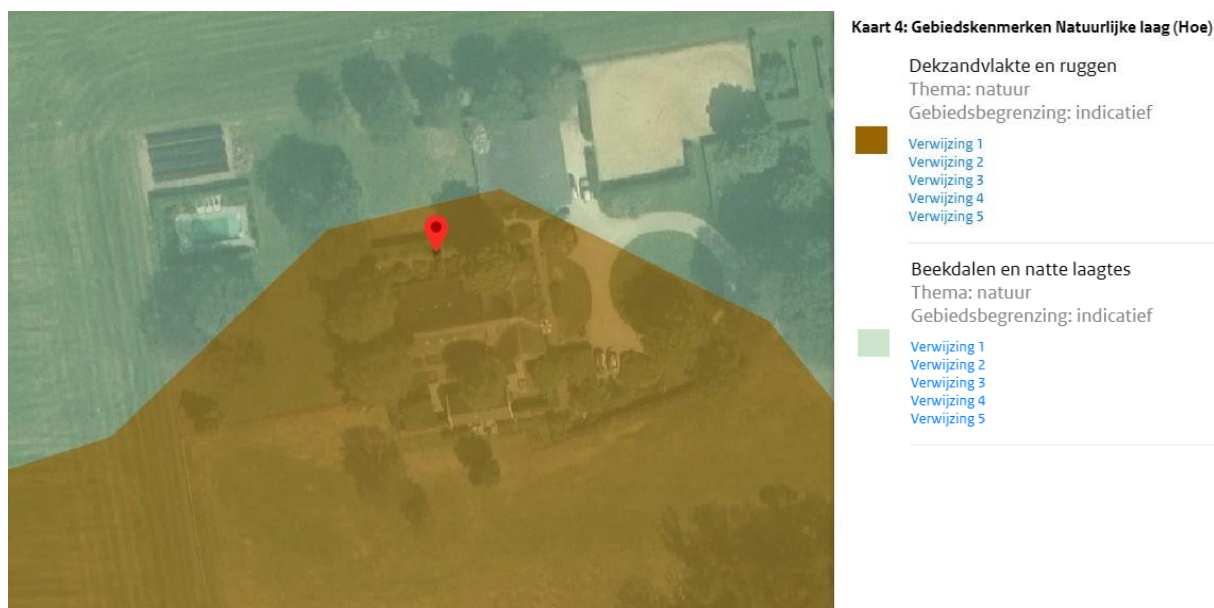 Kaart 4: Gebiedskenmerken Natuurlijke laag (Hoe)
Dekzandvlakte en ruggen
Thema: natuur
Gebiedsbegrenzing: indicatief
Verwijzing 1
Verwijzing 2
Verwijzing 3
Verwijzing 4
Verwijzing 5
Beekdalen en natte laagtes
Thema: natuur
Gebiedsbegrenzing: indicatief
Verwijzing 1
Verwijzing 2
Verwijzing 3
Verwijzing 4
Verwijzing 5